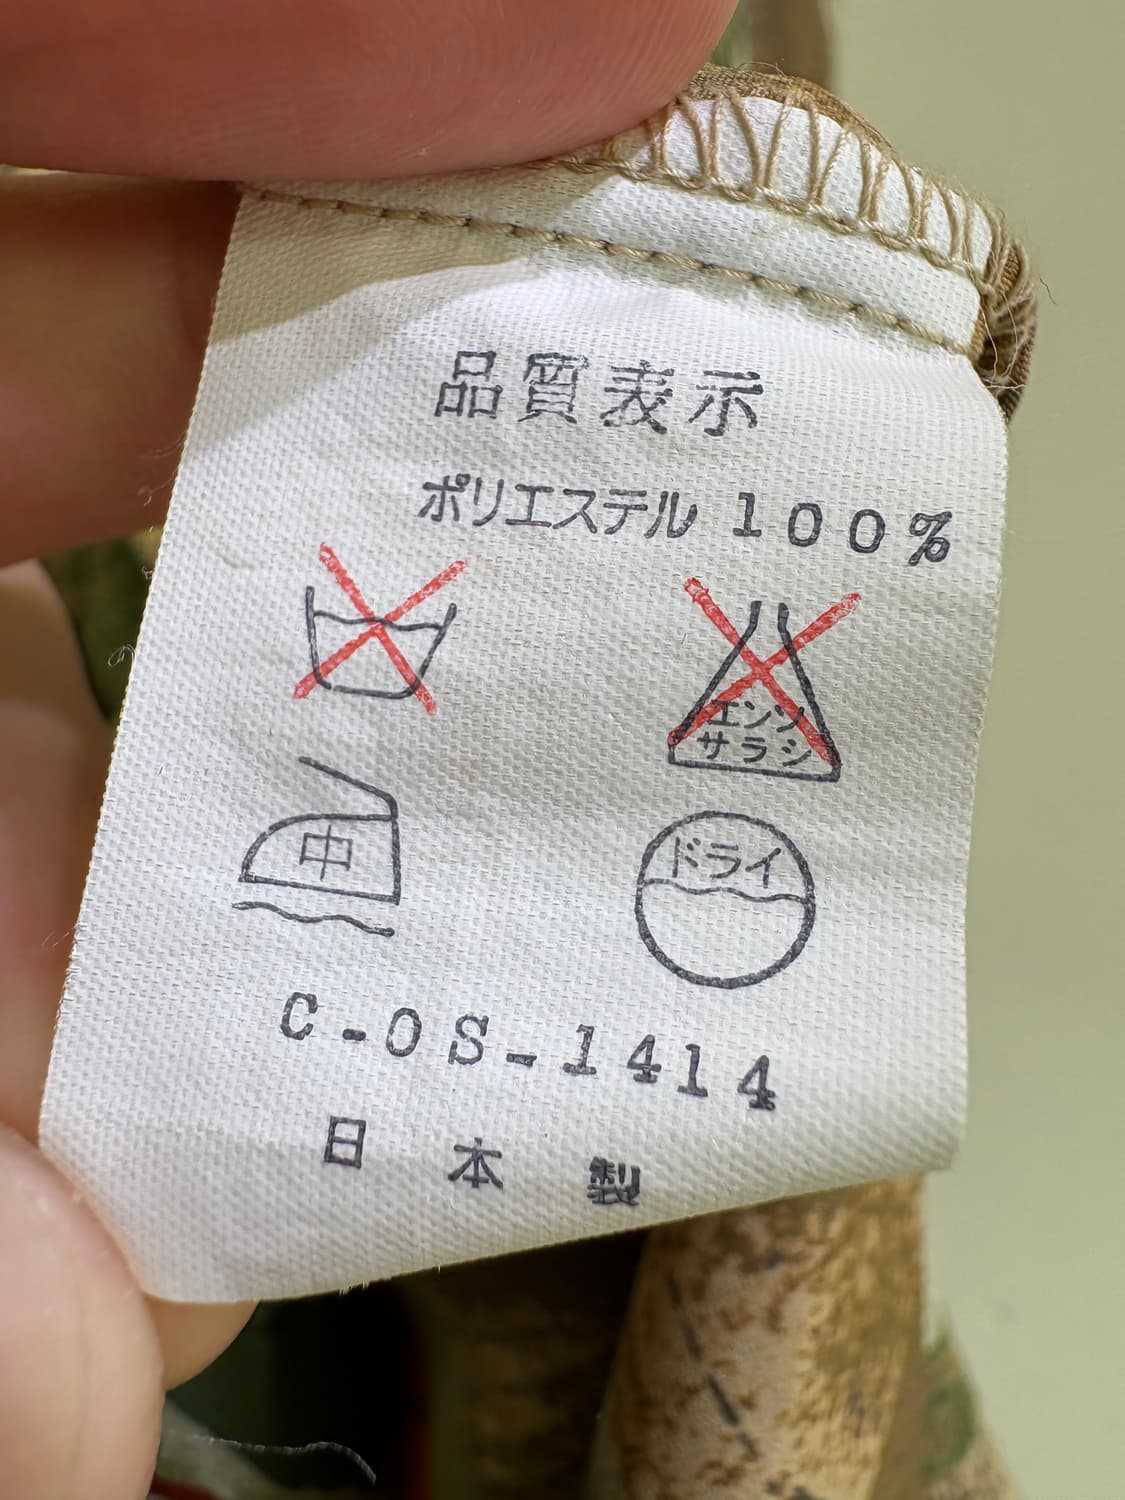 品質表示
ポリエステル 100%
エンソ
サラシ
中
ドライ
C-OS-1414
日本製